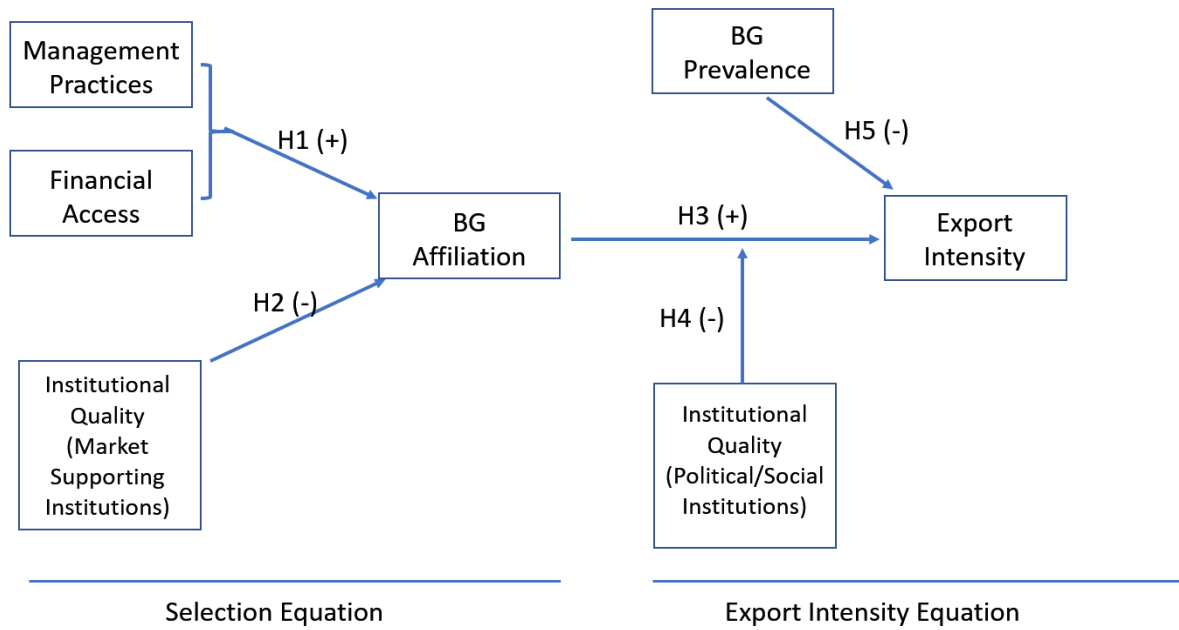 Management
Practices
Financial
Access
H1 (+)
H2 (-)
BG
Affiliation
Institutional
Quality
(Market
Supporting
Institutions)
Selection Equation
BG
Prevalence
H5 (-)
H3 (+)
Export
Intensity
H4 (-)
Institutional
Quality
(Political/Social
Institutions)
Export Intensity Equation